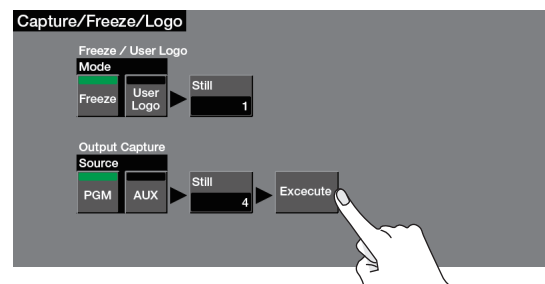 Capture/Freeze/Logo
Freeze / User Logo
Mode
Freeze
User
Logo
Still
1
Output Capture
Source
PGM
AUX
Still
4
Excecute